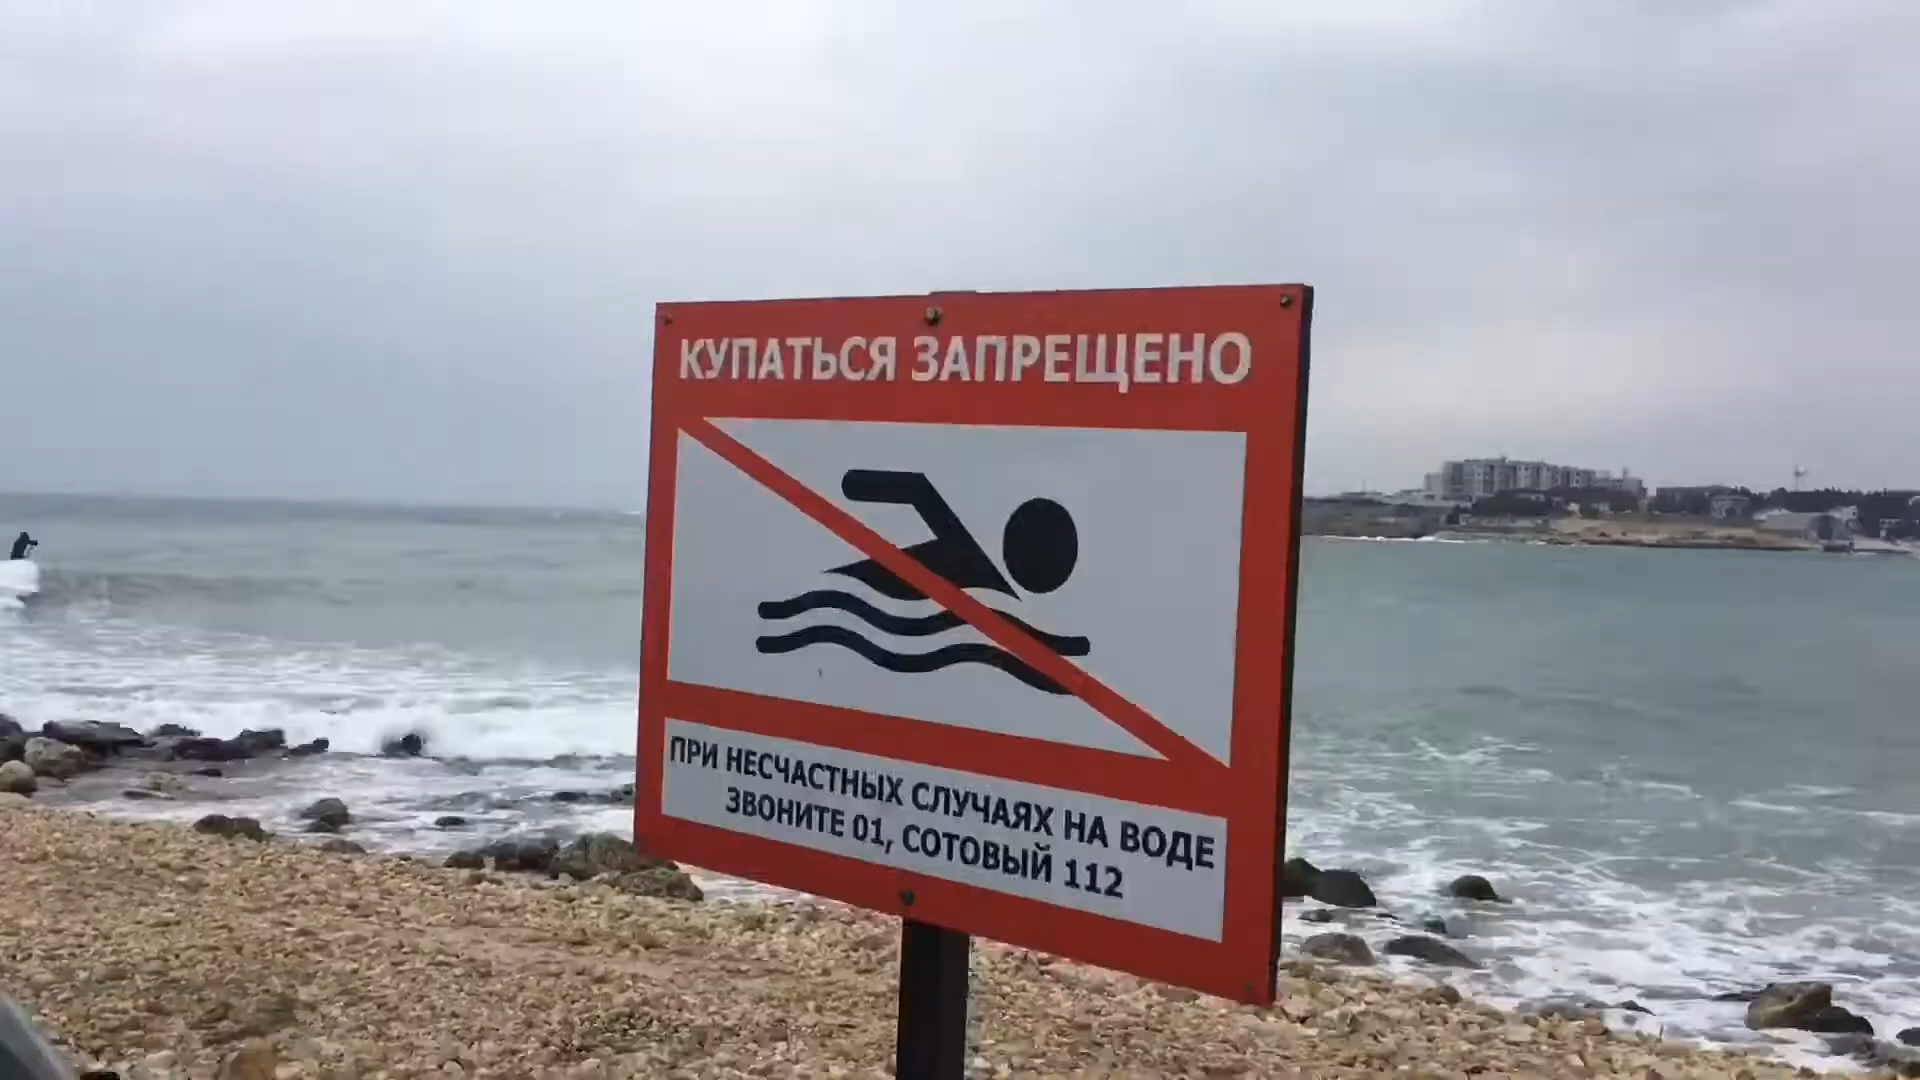 КУПАТЬСЯ ЗАПРЕЩЕНО
ПРИ НЕСЧАСТНЫХ СЛУЧАЯХ НА ВОДЕ
ЗВОНИТЕ 01, СОТОВЫЙ 112